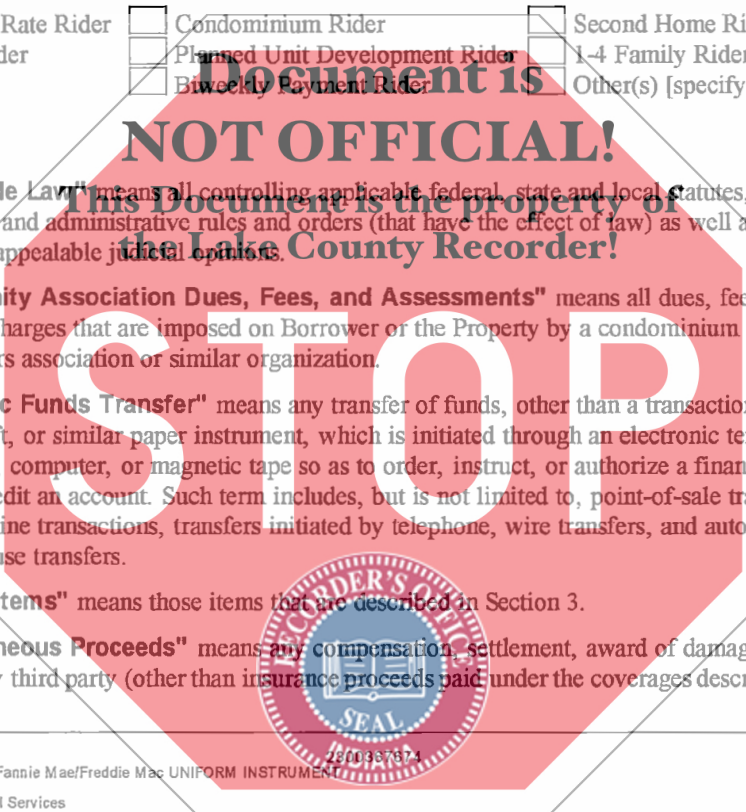 Rate Rider Condominium Rider Second Home Ri
der Planned Unit Development Rider 1-4 Family Rider
Biweekly Payment Rider Other(s) [specify
Document is
NOT OFFICIAL!
This Document is the property of
the Lake County Recorder!
le Law" means all controlling applicable federal, state and local statutes,
and administrative rules and orders (that have the effect of law) as well a
appealable judicial opinions.
ity Association Dues, Fees, and Assessments" means all dues, fee
harges that are imposed on Borrower or the Property by a condominium
rs association or similar organization.
c Funds Transfer" means any transfer of funds, other than a transaction
t, or similar paper instrument, which is initiated through an electronic te
computer, or magnetic tape so as to order, instruct, or authorize a finan
edit an account. Such term includes, but is not limited to, point-of-sale tra
ine transactions, transfers initiated by telephone, wire transfers, and auto
use transfers.
STOP
tems" means those items that are described in Section 3.
neous Proceeds" means any compensation, settlement, award of damag
y third party (other than insurance proceeds paid under the coverages descr
RECORDER'S OFFICE
SEAL
INDIANA
2800367674
Fannie Mae/Freddie Mac UNIFORM INSTRUMENT
l Services